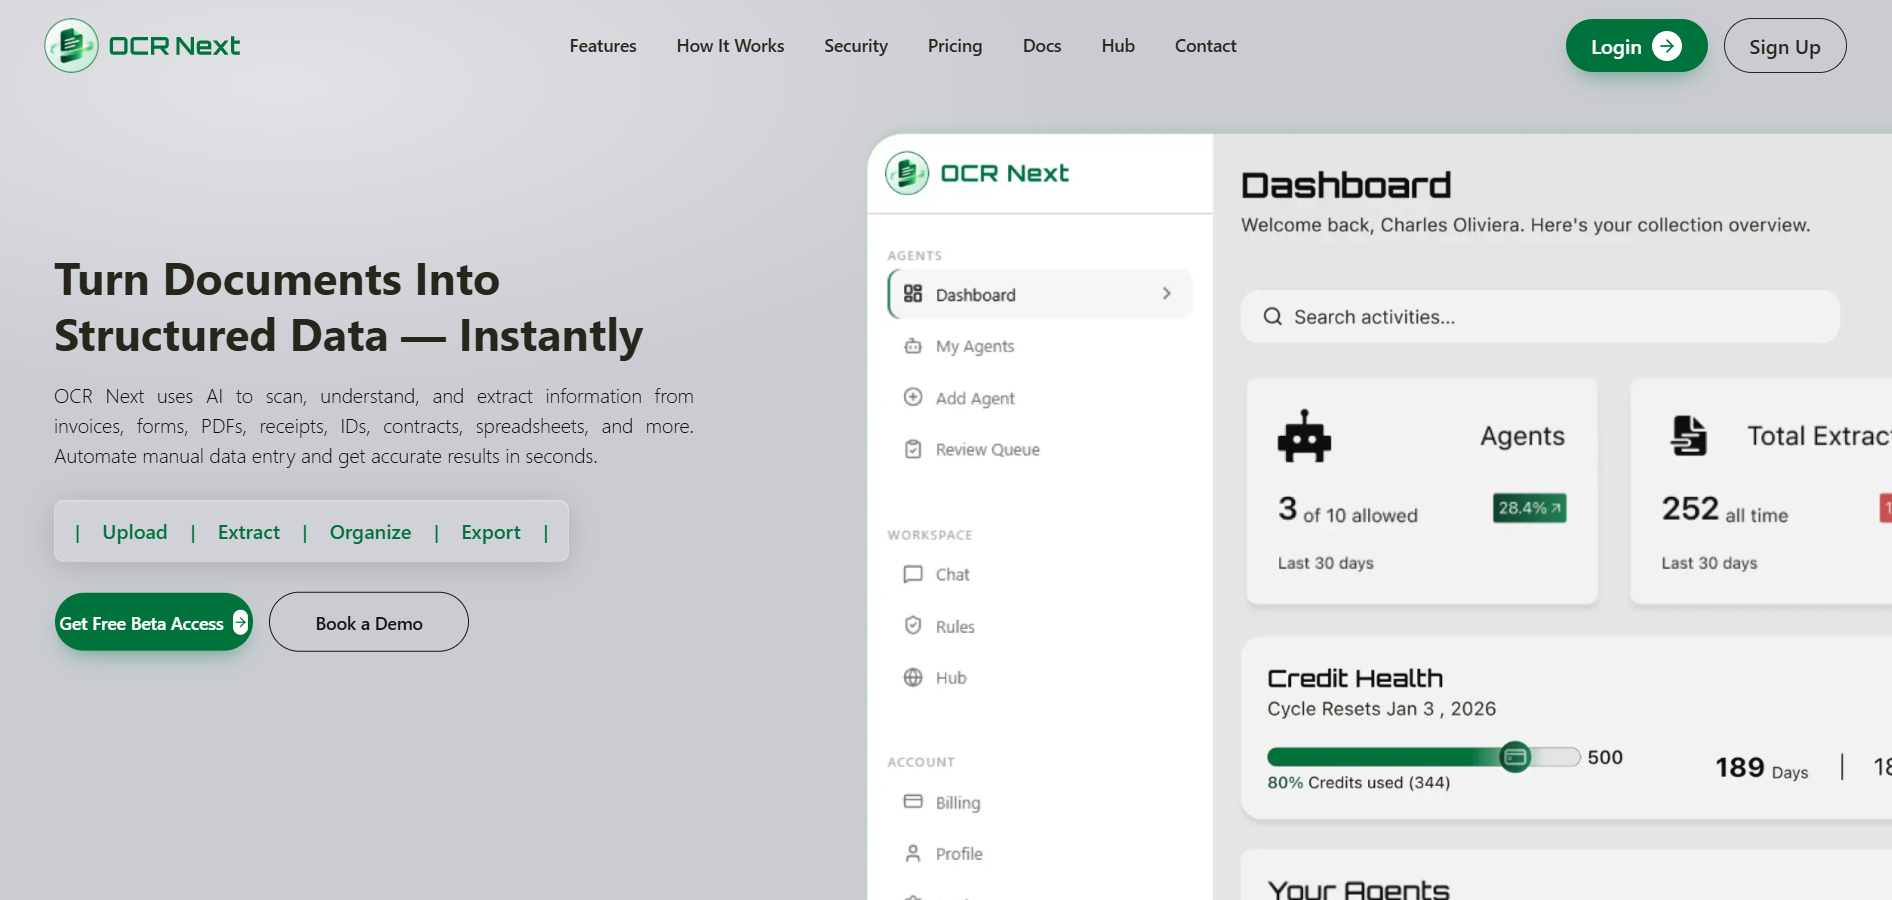 OCR Next
Features
How It Works
Security
Pricing
Docs
Hub
Contact
Login
Sign Up
Turn Documents Into
Structured Data — Instantly
OCR Next uses AI to scan, understand, and extract information from
invoices, forms, PDFs, receipts, IDs, contracts, spreadsheets, and more.
Automate manual data entry and get accurate results in seconds.
| Upload | Extract | Organize | Export |
Get Free Beta Access
Book a Demo
OCR Next
AGENTS
Dashboard
My Agents
Add Agent
Review Queue
WORKSPACE
Chat
Rules
Hub
ACCOUNT
Billing
Profile
Dashboard
Welcome back, Charles Oliviera. Here's your collection overview.
Search activities...
Agents
3 of 10 allowed
28.4%
Last 30 days
Total Extract
252 all time
Last 30 days
Credit Health
Cycle Resets Jan 3 , 2026
500
80% Credits used (344)
189 Days |
Your Agents